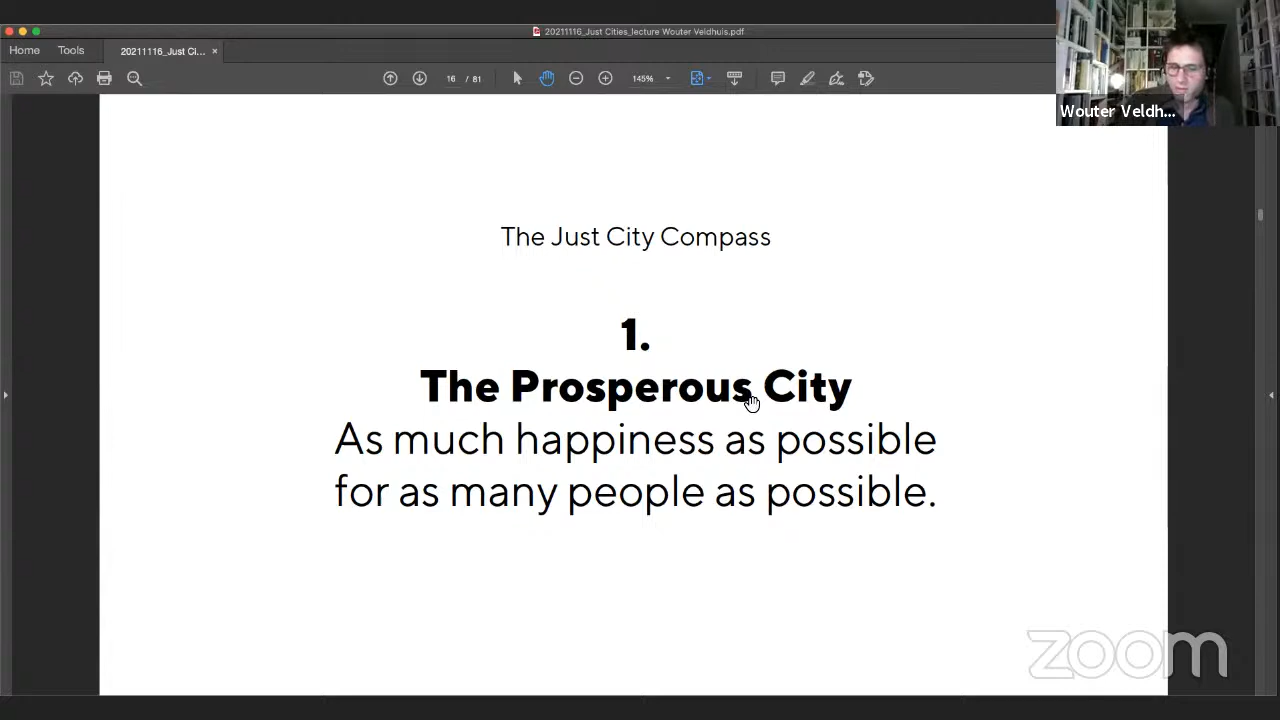 20211116_Just Cities_lecture Wouter Veldhuis.pdf
Home
Tools
20211116_Just Ci...
×
16 / 81
145%
Wouter Veldh...
The Just City Compass
1.
The Prosperous City
As much happiness as possible
for as many people as possible.
zoom